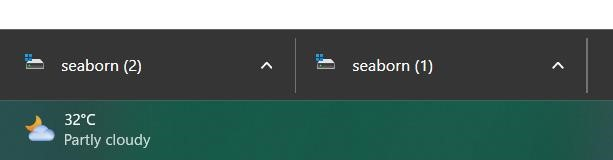 seaborn (2)
seaborn (1)
32°C
Partly cloudy